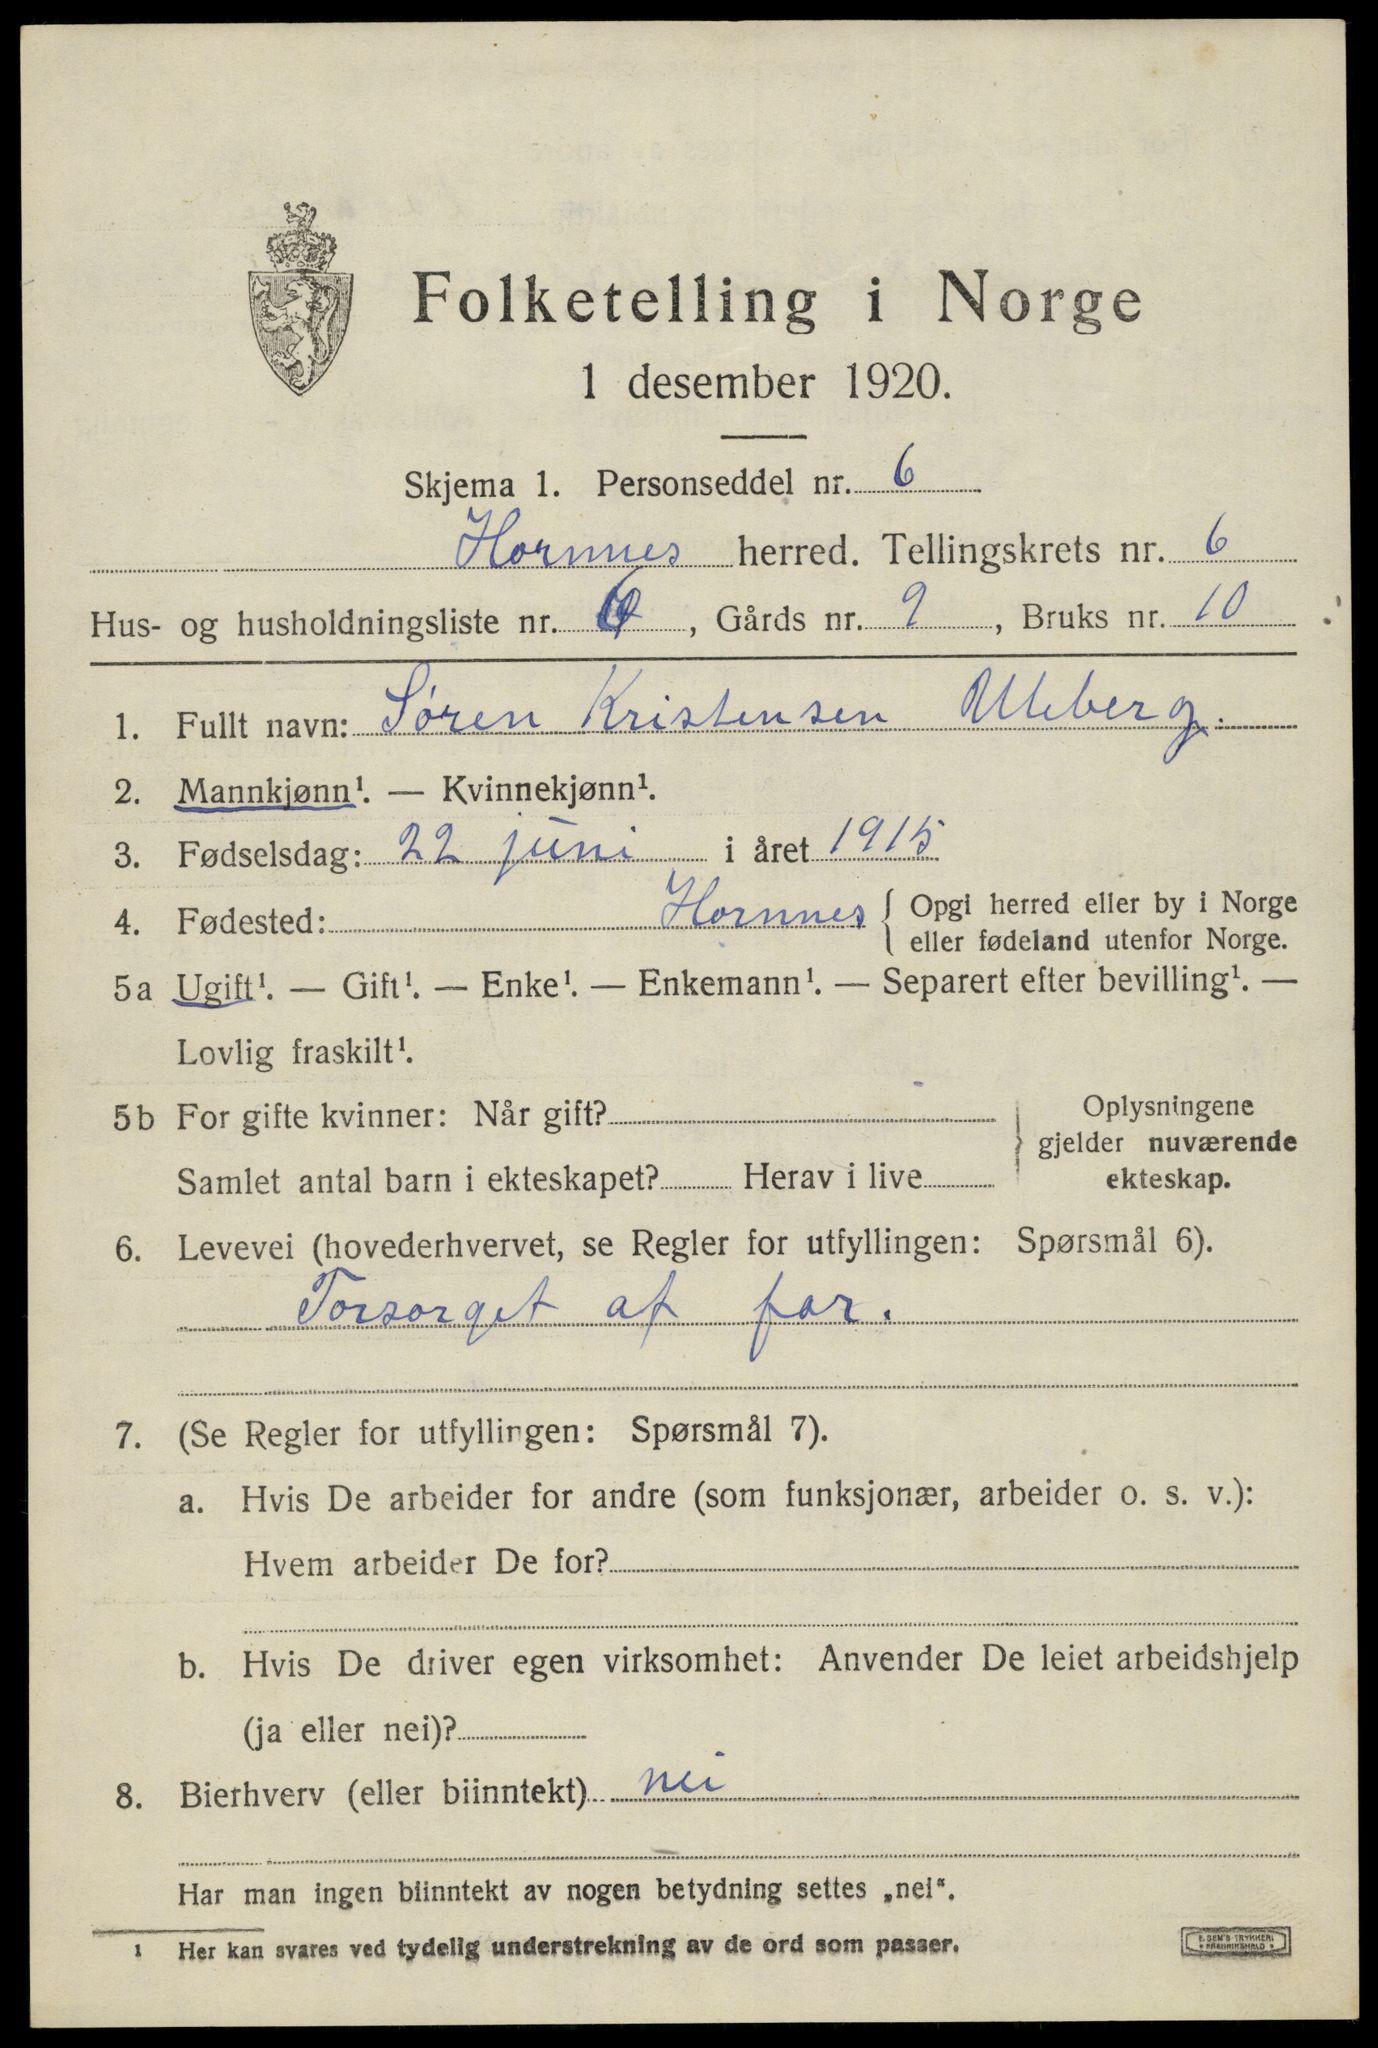 Folketelling i Norge
1 desember 1920.
Skjema 1. Personseddel nr. 6
Hornnes herred. Tellingskrets nr. 6
Hus- og husholdningsliste nr. 6, Gårds nr. 9, Bruks nr. 10
1. Fullt navn: Søren Kristensen Uleberg.
2. Mannkjønn¹. — Kvinnekjønn¹.
3. Fødselsdag: 22 juni i året 1915
4. Fødested: Hornnes { Opgi herred eller by i Norge
eller fødeland utenfor Norge.
5a Ugift¹. — Gift¹. — Enke¹. — Enkemann¹. — Separert efter bevilling¹. —
Lovlig fraskilt¹.
5b For gifte kvinner: Når gift?
Samlet antal barn i ekteskapet? Herav i live
} Oplysningene
gjelder nuværende
ekteskap.
6. Levevei (hovederhvervet, se Regler for utfyllingen: Spørsmål 6).
Forsorget af far.
7. (Se Regler for utfyllingen: Spørsmål 7).
a. Hvis De arbeider for andre (som funksjonær, arbeider o. s. v.):
Hvem arbeider De for?
b. Hvis De driver egen virksomhet: Anvender De leiet arbeidshjelp
(ja eller nei)?
8. Bierhverv (eller biinntekt) nei
Har man ingen biinntekt av nogen betydning settes „nei“.
¹ Her kan svares ved tydelig understrekning av de ord som passer.
E. SEM'S TRYKKERI
* FREDRIKSHALD *